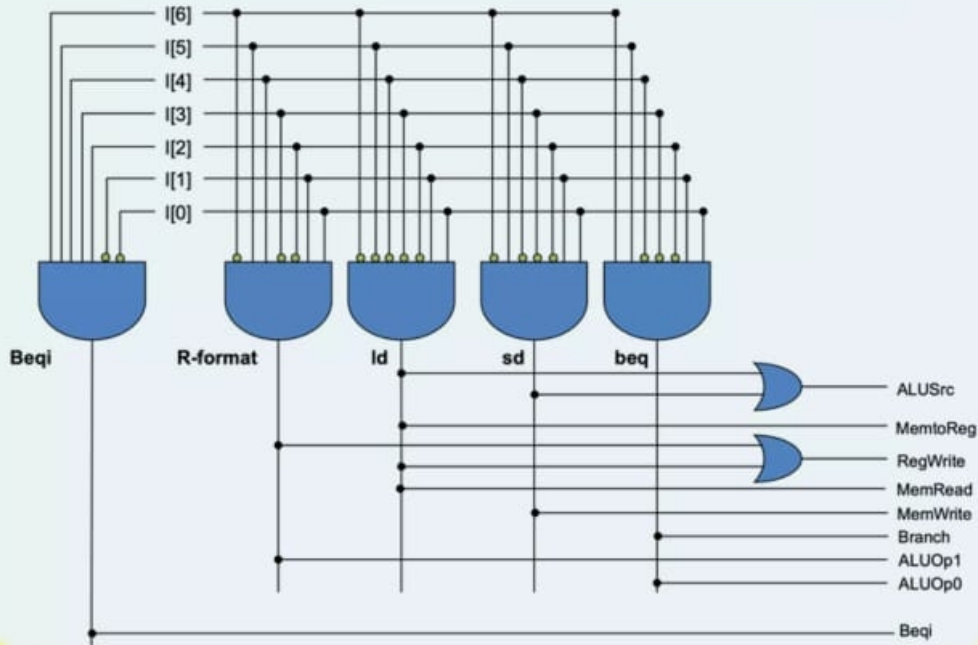 I[6]
I[5]
I[4]
I[3]
I[2]
I[1]
I[0]
Beqi R-format ld sd beq
ALUSrc
MemtoReg
RegWrite
MemRead
MemWrite
Branch
ALUOp1
ALUOp0
Beqi